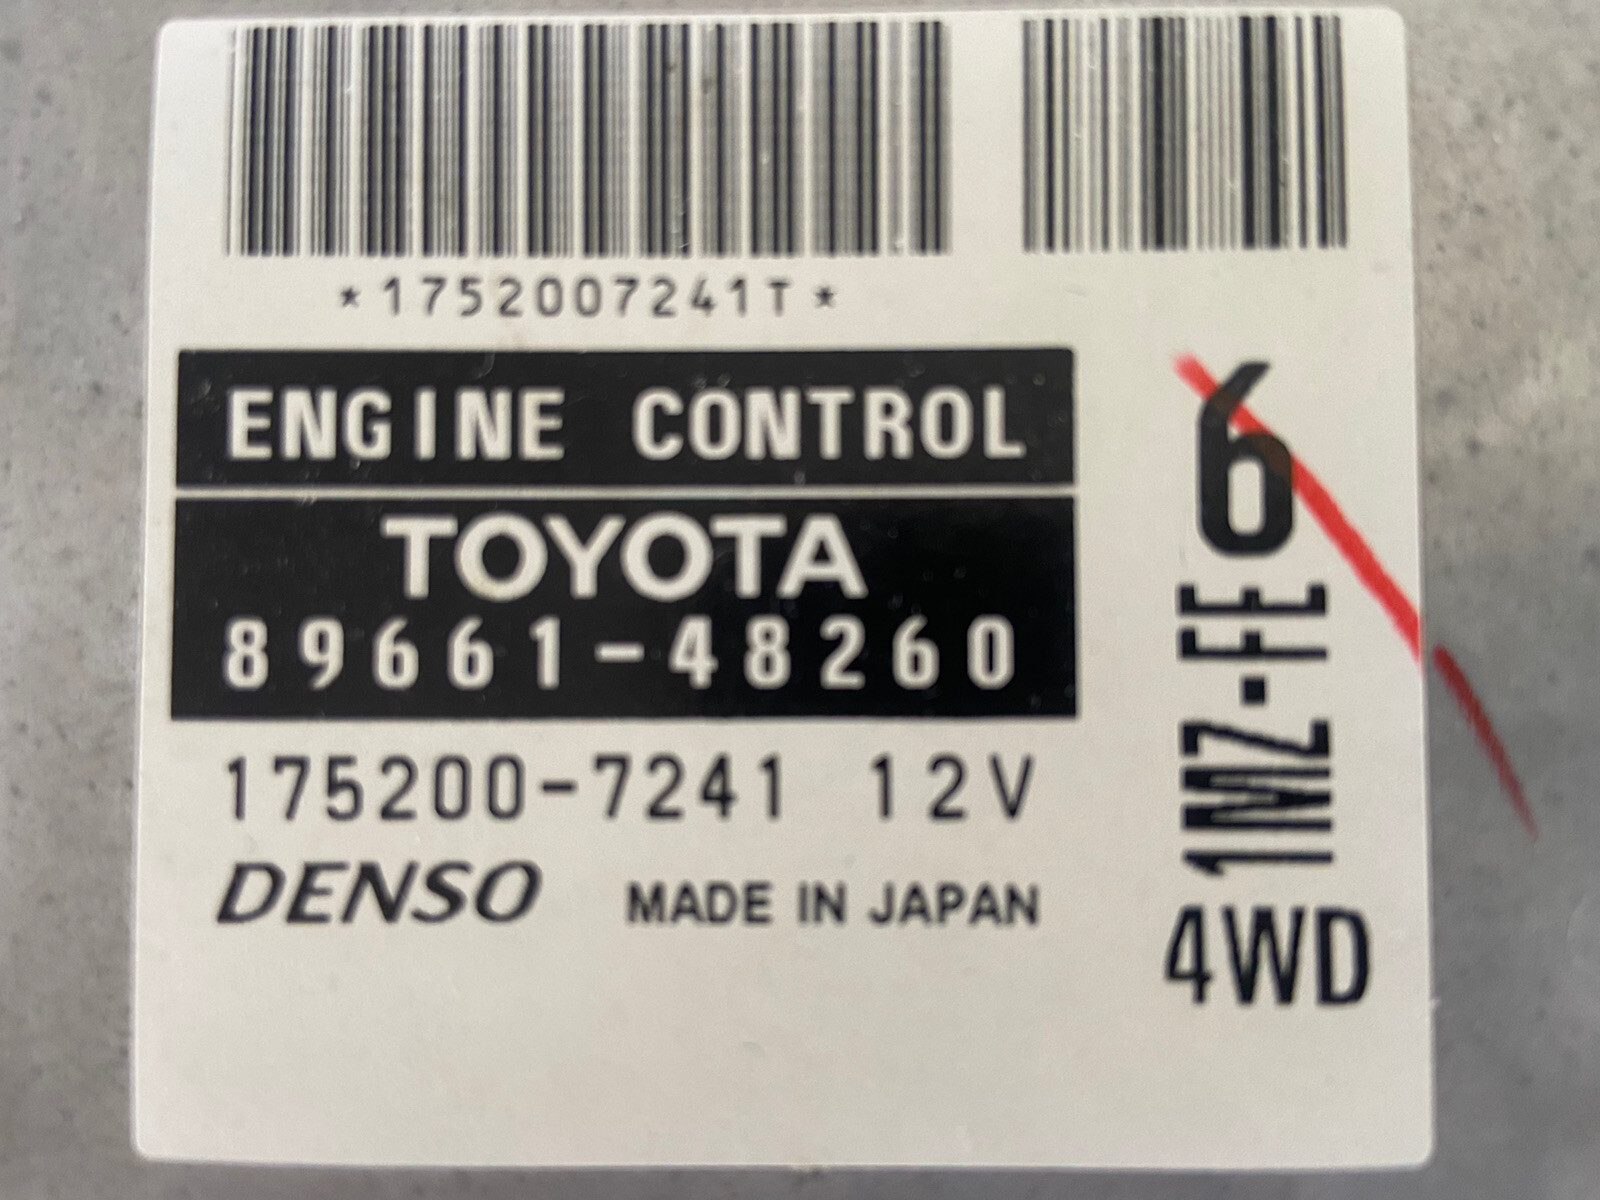 *1752007241T*
ENGINE CONTROL
TOYOTA
89661-48260
175200-7241 12V
DENSO MADE IN JAPAN
6
1MZ-FE
4WD